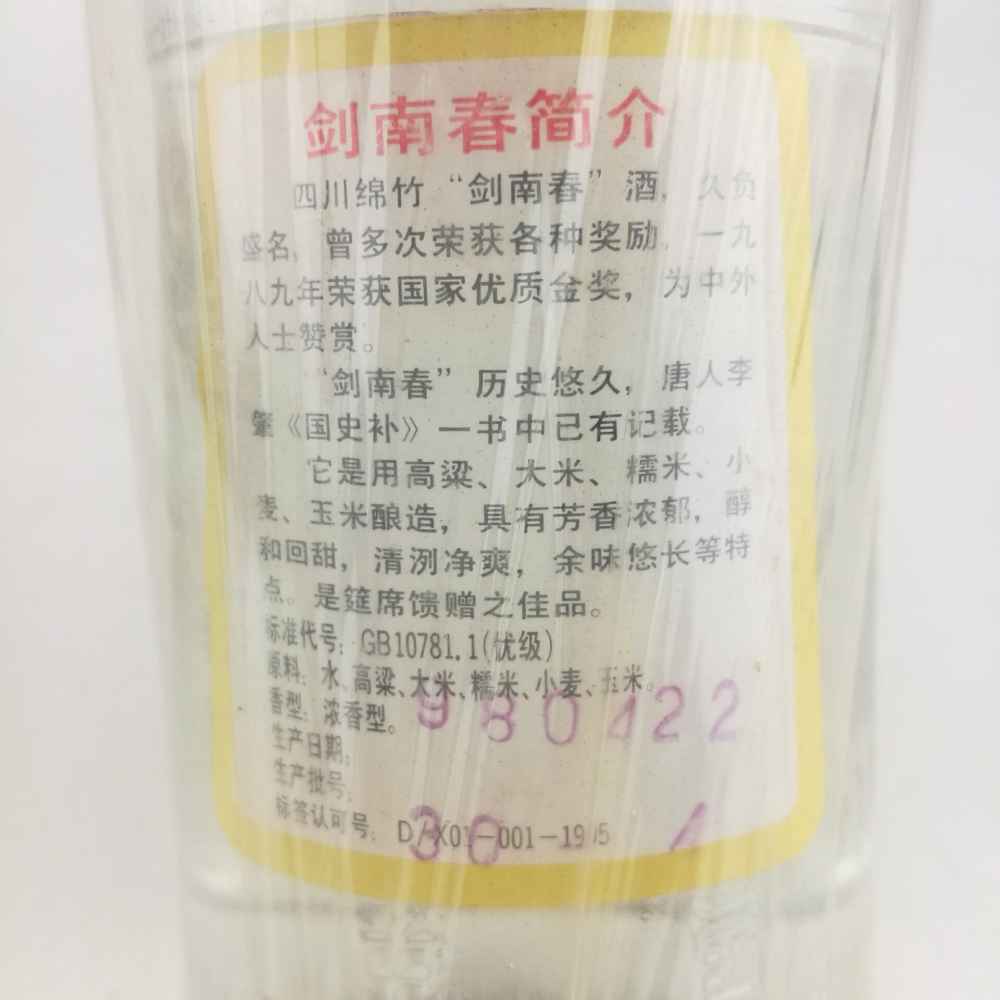 剑南春简介
四川绵竹“剑南春”酒，久负
盛名，曾多次荣获各种奖励，一九
八九年荣获国家优质金奖，为中外
人士赞赏。
“剑南春”历史悠久，唐人李
肇《国史补》一书中已有记载。
它是用高粱、大米、糯米、小
麦、玉米酿造，具有芳香浓郁，醇
和回甜，清洌净爽，余味悠长等特
点。是筵席馈赠之佳品。
标准代号：GB10781.1(优级)
原料：水、高粱、大米、糯米、小麦、玉米。
香型：浓香型。
980422
生产日期：
生产批号：
标签认可号：
30 4